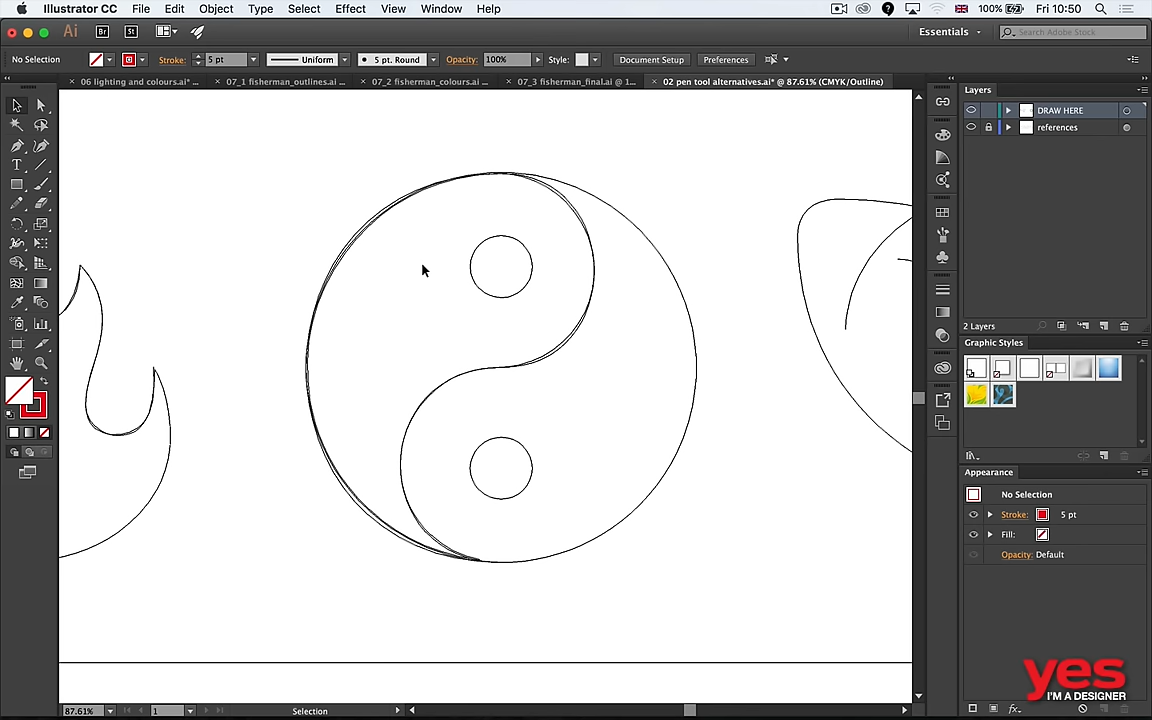 Illustrator CC File Edit Object Type Select Effect View Window Help 100% Fri 10:50
Ai Br St Essentials Search Adobe Stock
No Selection Stroke: 5 pt Uniform 5 pt. Round Opacity: 100% Style: Document Setup Preferences
× 06 lighting and colours.ai* ... × 07_1 fisherman_outlines.ai ... × 07_2 fisherman_colours.ai ... × 07_3 fisherman_final.ai @ 1... × 02 pen tool alternatives.ai* @ 87.61% (CMYK/Outline)
Layers
DRAW HERE
references
2 Layers
Graphic Styles
Appearance
No Selection
Stroke: 5 pt
Fill:
Opacity: Default
yes
I'M A DESIGNER
87.61% 1 Selection
fx